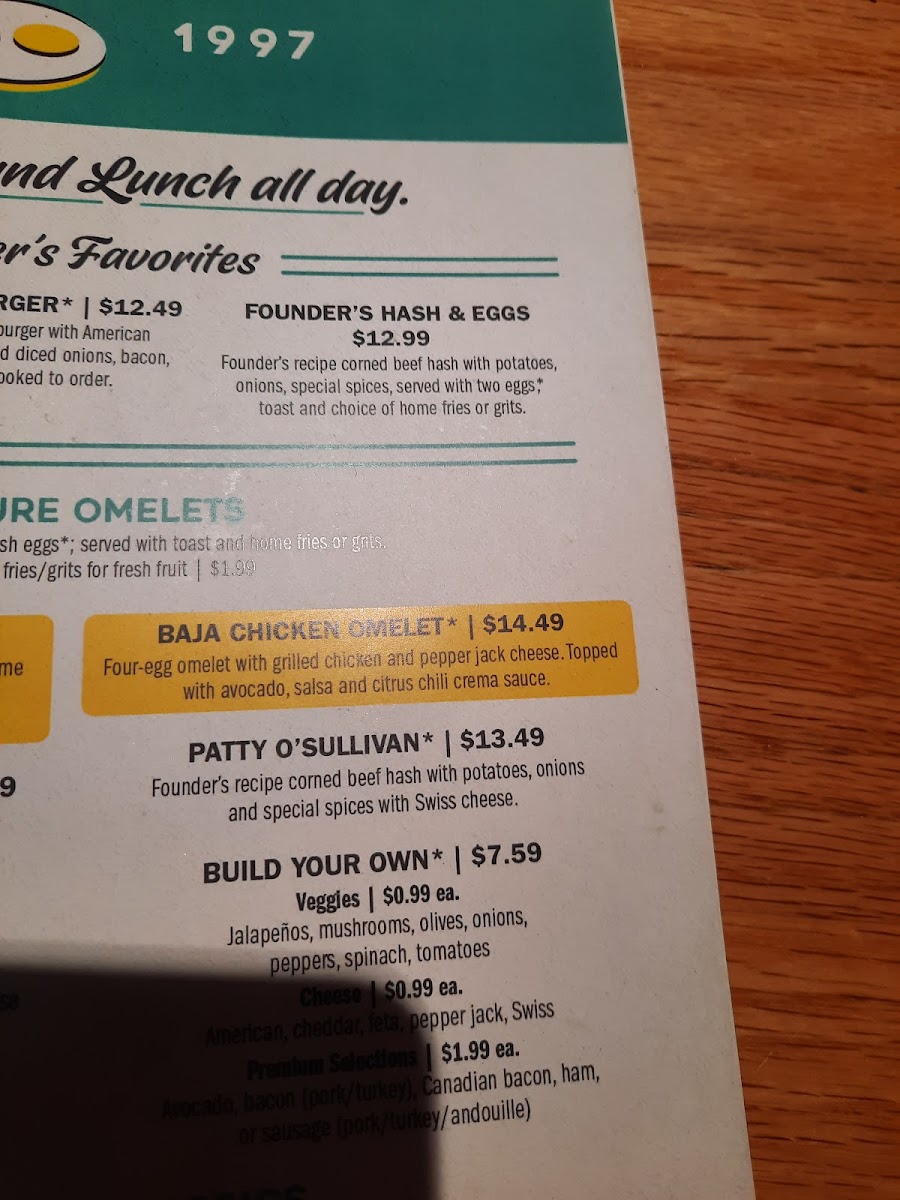 1997
and Lunch all day.
er's Favorites
RGER* | $12.49
burger with American
d diced onions, bacon,
ooked to order.
FOUNDER'S HASH & EGGS
$12.99
Founder's recipe corned beef hash with potatoes,
onions, special spices, served with two eggs,*
toast and choice of home fries or grits.
URE OMELETS
sh eggs*; served with toast and home fries or grits.
fries/grits for fresh fruit | $1.99
me
BAJA CHICKEN OMELET* | $14.49
Four-egg omelet with grilled chicken and pepper jack cheese. Topped
with avocado, salsa and citrus chili crema sauce.
9
PATTY O'SULLIVAN* | $13.49
Founder's recipe corned beef hash with potatoes, onions
and special spices with Swiss cheese.
BUILD YOUR OWN* | $7.59
Veggies | $0.99 ea.
Jalapeños, mushrooms, olives, onions,
peppers, spinach, tomatoes
Cheese | $0.99 ea.
American, cheddar, feta, pepper jack, Swiss
Premium Selections | $1.99 ea.
Avocado, bacon (pork/turkey), Canadian bacon, ham,
or sausage (pork/turkey/andouille)